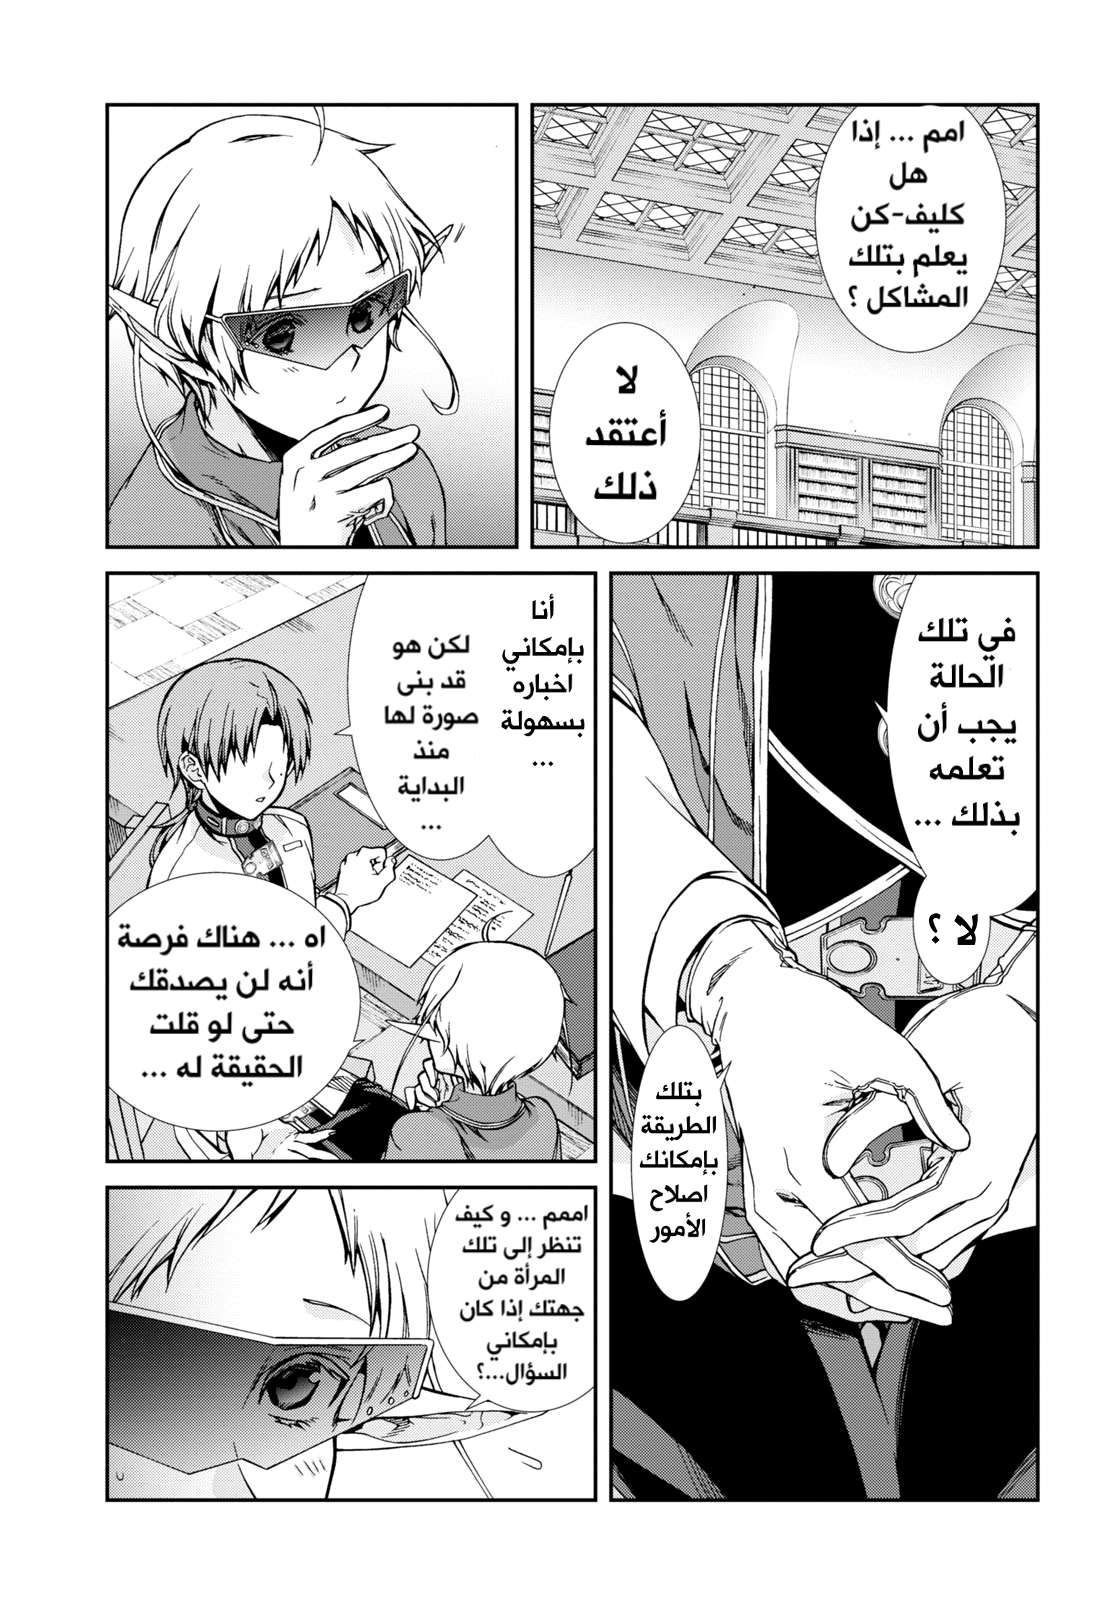 امم ... إذا
هل
كليف-كن
يعلم بتلك
المشاكل ؟
لا
أعتقد
ذلك
في تلك
الحالة
يجب أن
تعلمه
بذلك ...
لا ؟
بتلك
الطريقة
بإمكانك
اصلاح
الأمور
أنا
بإمكاني
اخباره
بسهولة
...
لكن هو
قد بنى
صورة لها
منذ
البداية
...
اه ... هناك فرصة
أنه لن يصدقك
حتى لو قلت
الحقيقة له ...
اممم ... و كيف
تنظر إلى تلك
المرأة من
جهتك إذا كان
بإمكاني
السؤال...؟